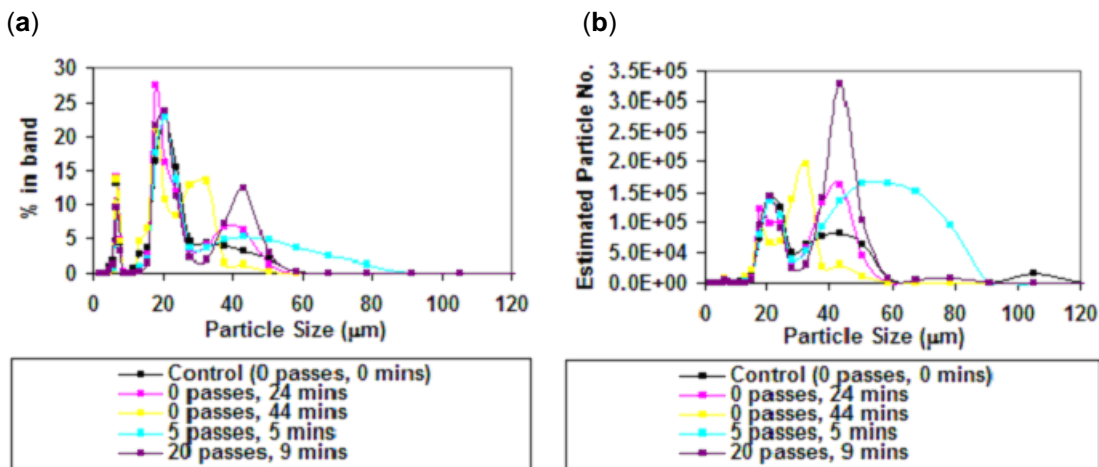 (a)
(b)
% in band
30
25
20
15
10
5
0
0 20 40 60 80 100 120
Particle Size (µm)
Control (0 passes, 0 mins)
0 passes, 24 mins
0 passes, 44 mins
5 passes, 5 mins
20 passes, 9 mins
Estimated Particle No.
3.5E+05
3.0E+05
2.5E+05
2.0E+05
1.5E+05
1.0E+05
5.0E+04
0.0E+00
0 20 40 60 80 100 120
Particle Size (µm)
Control (0 passes, 0 mins)
0 passes, 24 mins
0 passes, 44 mins
5 passes, 5 mins
20 passes, 9 mins